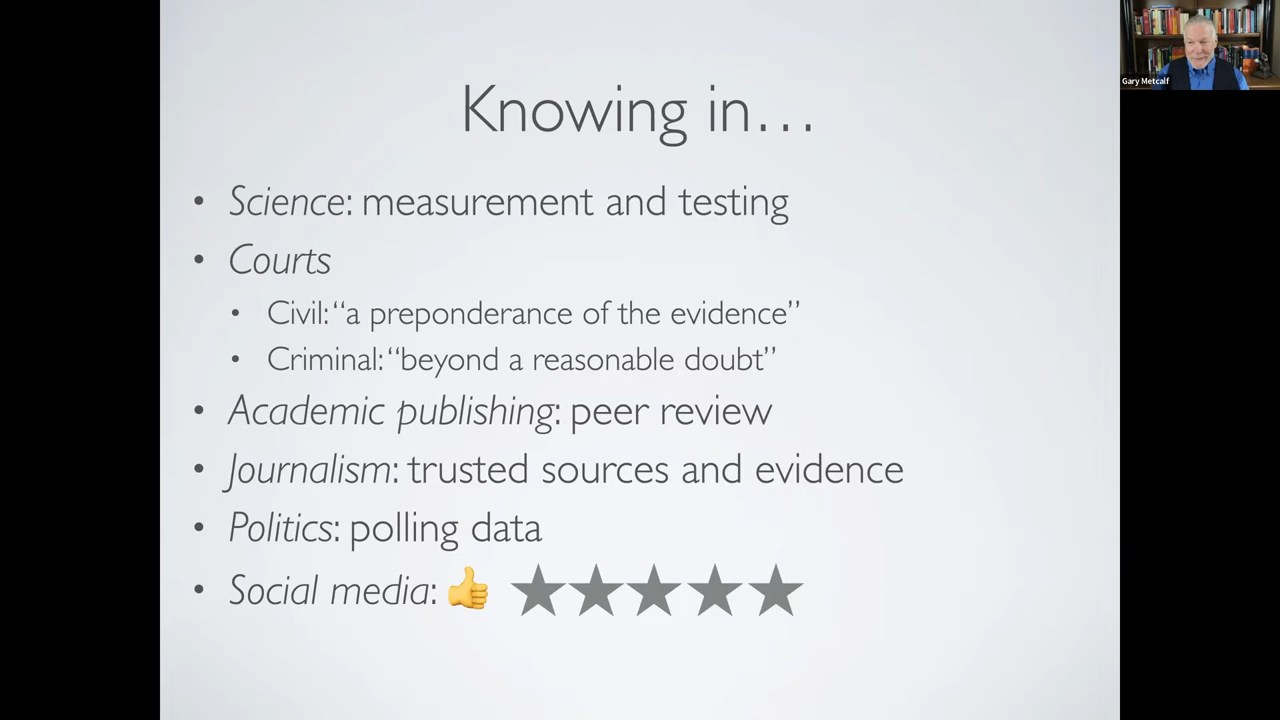 Knowing in…
• Science: measurement and testing
• Courts
• Civil: “a preponderance of the evidence”
• Criminal: “beyond a reasonable doubt”
• Academic publishing: peer review
• Journalism: trusted sources and evidence
• Politics: polling data
• Social media: 👍 ★★★★★
Gary Metcalf